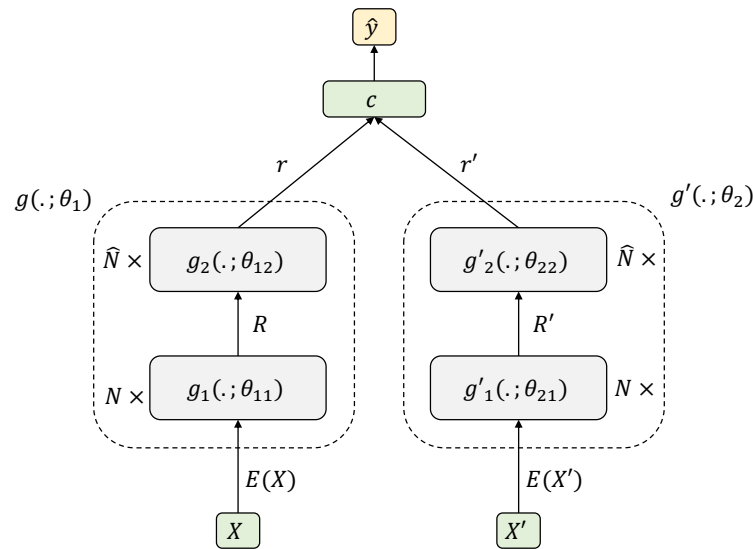 ŷ
c
r r′
g(.;θ₁) g′(.;θ₂)
N̂ × g₂(.;θ₁₂) g′₂(.;θ₂₂) N̂ ×
R R′
N × g₁(.;θ₁₁) g′₁(.;θ₂₁) N ×
E(X) E(X′)
X X′